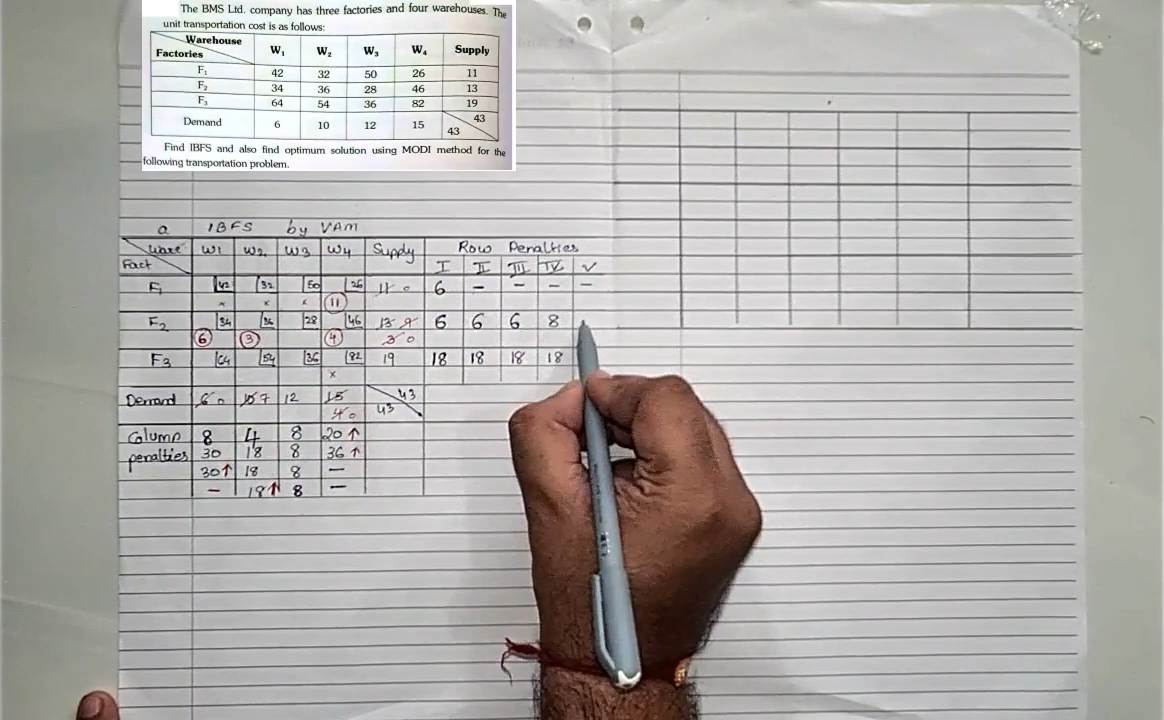 The BMS Ltd. company has three factories and four warehouses. The
unit transportation cost is as follows:
Warehouse
Factories W₁ W₂ W₃ W₄ Supply
F₁ 42 32 50 26 11
F₂ 34 36 28 46 13
F₃ 64 54 36 82 19
Demand 6 10 12 15 43 43
Find IBFS and also find optimum solution using MODI method for the
following transportation problem.
a IBFS by VAM
Ware W1 W2 W3 W4 Supply Row Penalties
Fact I II III IV V
F1 42 32 50 26 11 0 6 - - - -
x x x 11
F2 34 36 28 46 13 9 6 6 6 8
6 3 4 3 0
F3 64 54 36 82 19 18 18 18 18
x
Demand 6 0 10 7 12 15 43
4 0 43
Column 8 4 8 20 ↑
penalties 30 18 8 36 ↑
30 ↑ 18 8 -
- 18 ↑ 8 -